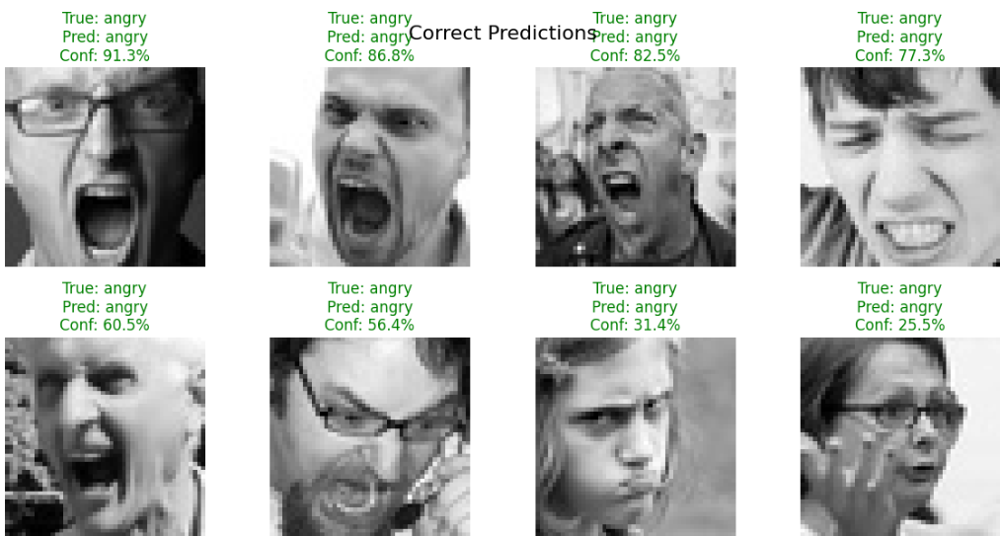 Correct Predictions
True: angry
Pred: angry
Conf: 91.3%
True: angry
Pred: angry
Conf: 86.8%
True: angry
Pred: angry
Conf: 82.5%
True: angry
Pred: angry
Conf: 77.3%
True: angry
Pred: angry
Conf: 60.5%
True: angry
Pred: angry
Conf: 56.4%
True: angry
Pred: angry
Conf: 31.4%
True: angry
Pred: angry
Conf: 25.5%